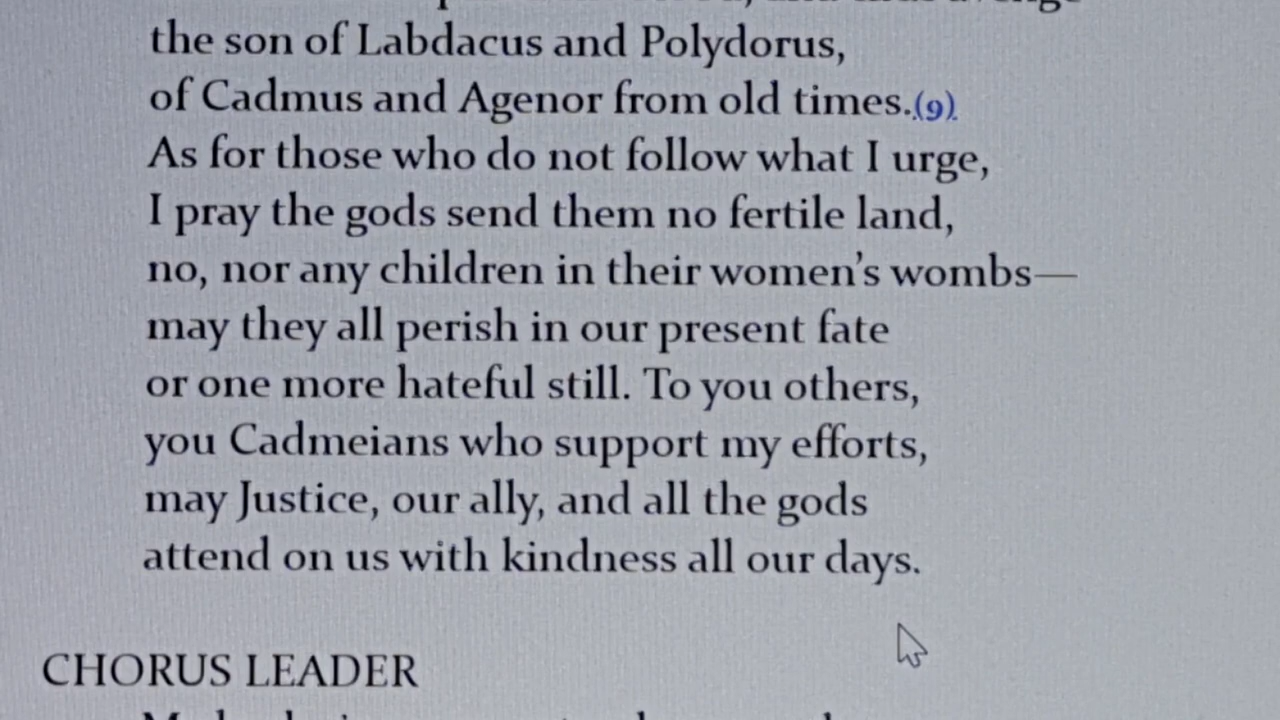 the son of Labdacus and Polydorus,
of Cadmus and Agenor from old times.(9)
As for those who do not follow what I urge,
I pray the gods send them no fertile land,
no, nor any children in their women's wombs—
may they all perish in our present fate
or one more hateful still. To you others,
you Cadmeians who support my efforts,
may Justice, our ally, and all the gods
attend on us with kindness all our days.
CHORUS LEADER